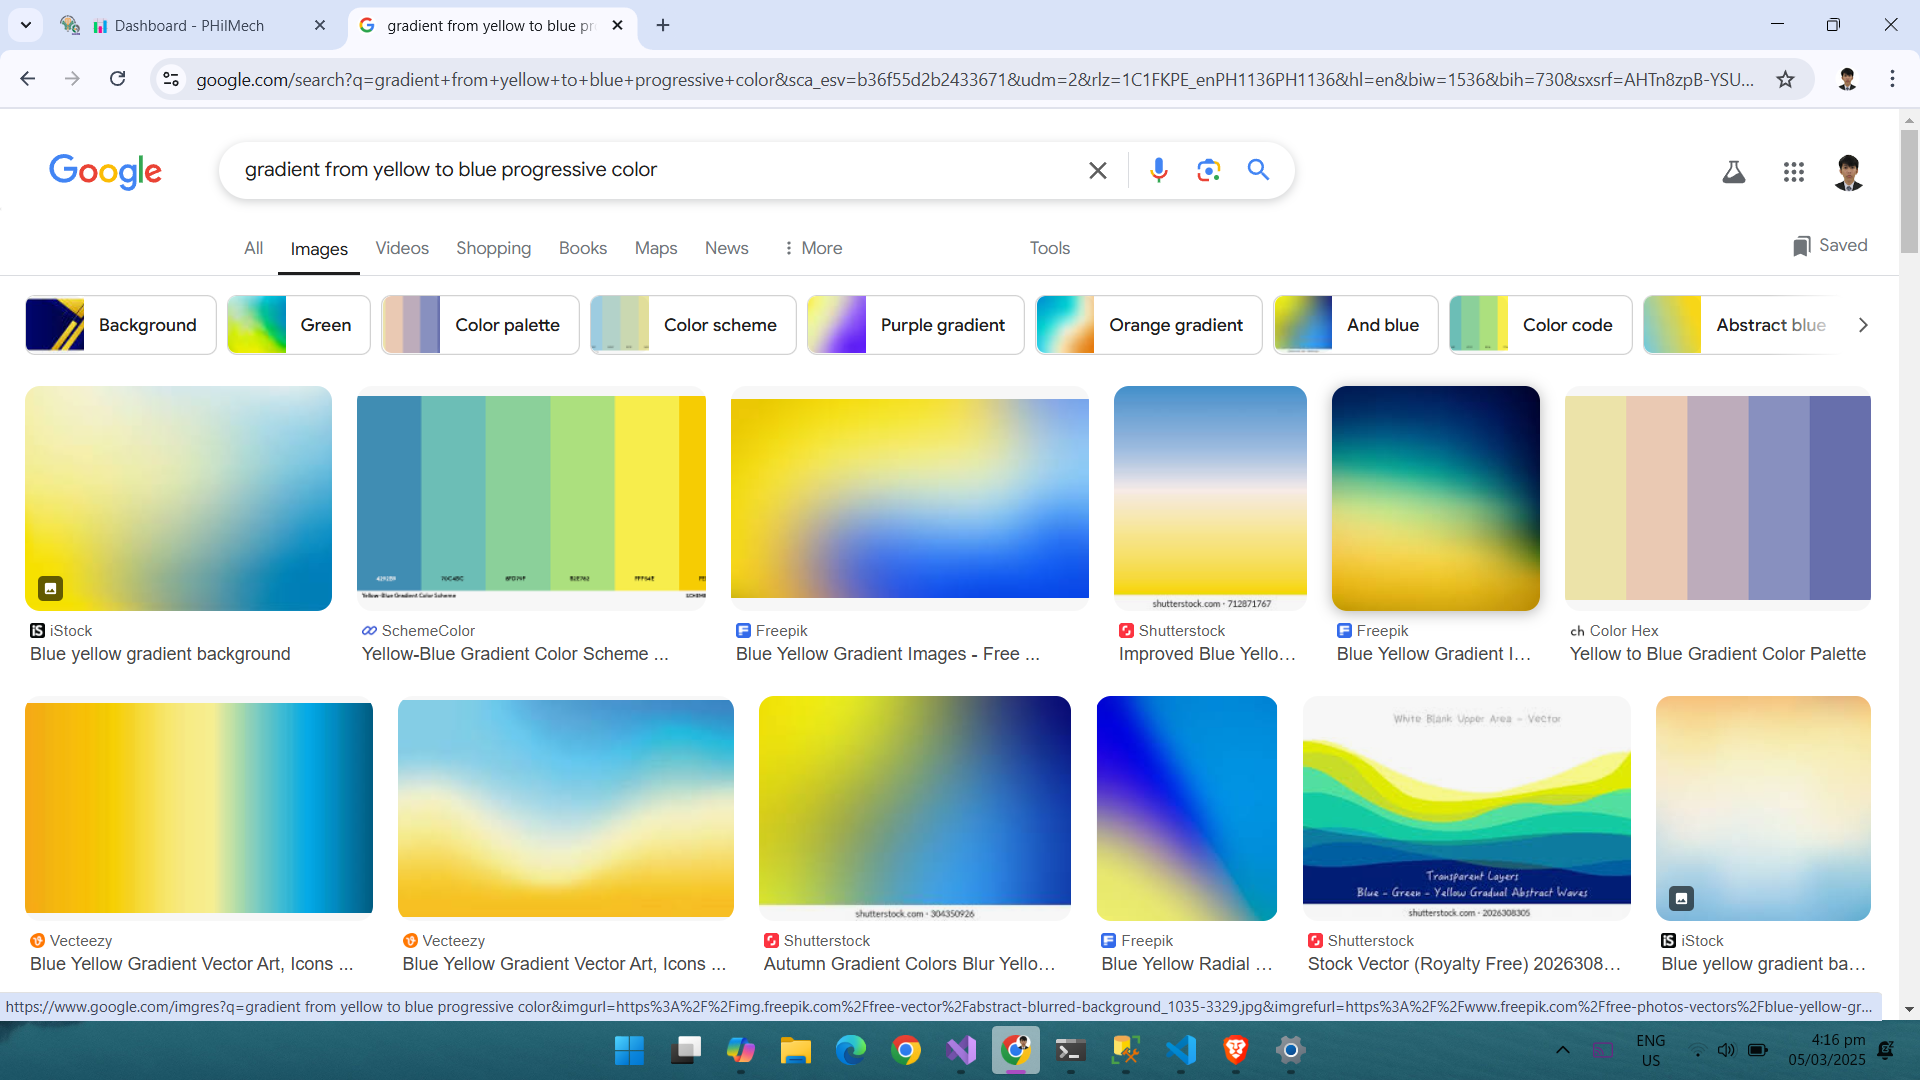 Dashboard - PHilMech
gradient from yellow to blue pr
google.com/search?q=gradient+from+yellow+to+blue+progressive+color&sca_esv=b36f55d2b2433671&udm=2&rlz=1C1FKPE_enPH1136PH1136&hl=en&biw=1536&bih=730&sxsrf=AHTn8zpB-YSU...
Google
gradient from yellow to blue progressive color
All Images Videos Shopping Books Maps News More Tools Saved
Background Green Color palette Color scheme Purple gradient Orange gradient And blue Color code Abstract blue
Yellow-Blue Gradient Color Scheme
shutterstock.com · 712871767
iStock SchemeColor Freepik Shutterstock Freepik Color Hex
Blue yellow gradient background Yellow-Blue Gradient Color Scheme ... Blue Yellow Gradient Images - Free ... Improved Blue Yello... Blue Yellow Gradient I... Yellow to Blue Gradient Color Palette
White Blank Upper Area - Vector
Transparent Layers
Blue - Green - Yellow Gradual Abstract Waves
shutterstock.com · 304350926 shutterstock.com · 2026308305
Vecteezy Vecteezy Shutterstock Freepik Shutterstock iStock
Blue Yellow Gradient Vector Art, Icons ... Blue Yellow Gradient Vector Art, Icons ... Autumn Gradient Colors Blur Yello... Blue Yellow Radial ... Stock Vector (Royalty Free) 2026308... Blue yellow gradient ba...
https://www.google.com/imgres?q=gradient from yellow to blue progressive color&imgurl=https%3A%2F%2Fimg.freepik.com%2Ffree-vector%2Fabstract-blurred-background_1035-3329.jpg&imgrefurl=https%3A%2F%2Fwww.freepik.com%2Ffree-photos-vectors%2Fblue-yellow-gr...
ENG
US
4:16 pm
05/03/2025